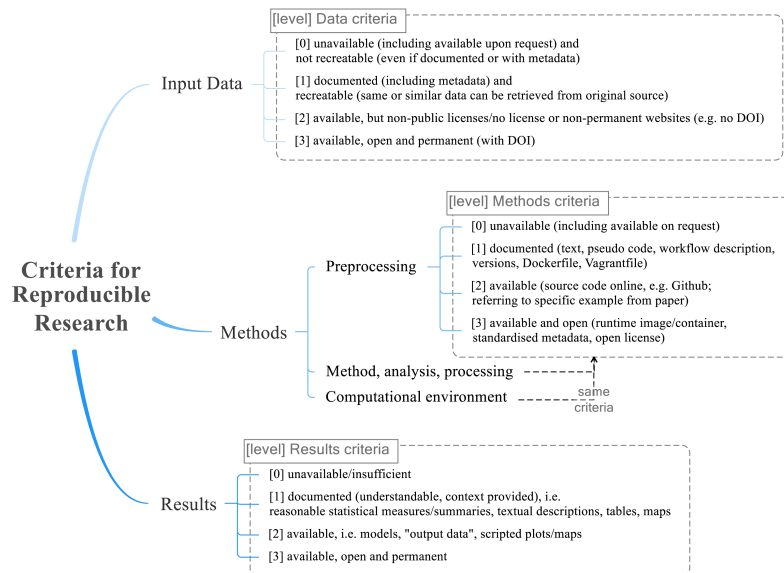 Criteria for
Reproducible
Research
Input Data
[level] Data criteria
[0] unavailable (including available upon request) and
not recreatable (even if documented or with metadata)
[1] documented (including metadata) and
recreatable (same or similar data can be retrieved from original source)
[2] available, but non-public licenses/no license or non-permanent websites (e.g. no DOI)
[3] available, open and permanent (with DOI)
Methods
Preprocessing
[level] Methods criteria
[0] unavailable (including available on request)
[1] documented (text, pseudo code, workflow description,
versions, Dockerfile, Vagrantfile)
[2] available (source code online, e.g. Github;
referring to specific example from paper)
[3] available and open (runtime image/container,
standardised metadata, open license)
Method, analysis, processing
Computational environment
same
criteria
Results
[level] Results criteria
[0] unavailable/insufficient
[1] documented (understandable, context provided), i.e.
reasonable statistical measures/summaries, textual descriptions, tables, maps
[2] available, i.e. models, "output data", scripted plots/maps
[3] available, open and permanent